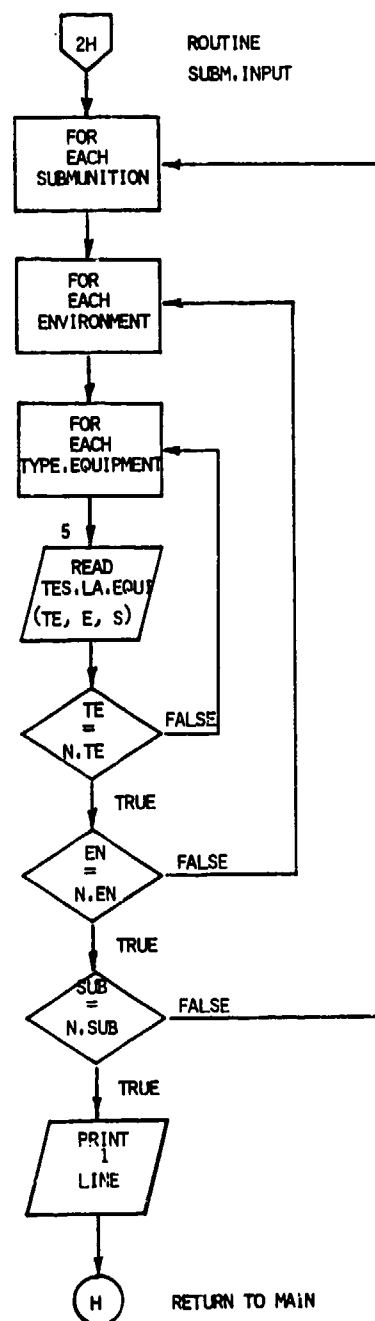 2H
ROUTINE
SUBM.INPUT
FOR
EACH
SUBMUNITION
FOR
EACH
ENVIRONMENT
FOR
EACH
TYPE.EQUIPMENT
5
READ
TES.LA.EQUI
(TE, E, S)
TE
=
N.TE
FALSE
TRUE
EN
=
N.EN
FALSE
TRUE
SUB
=
N.SUB
FALSE
TRUE
PRINT
1
LINE
H
RETURN TO MAIN